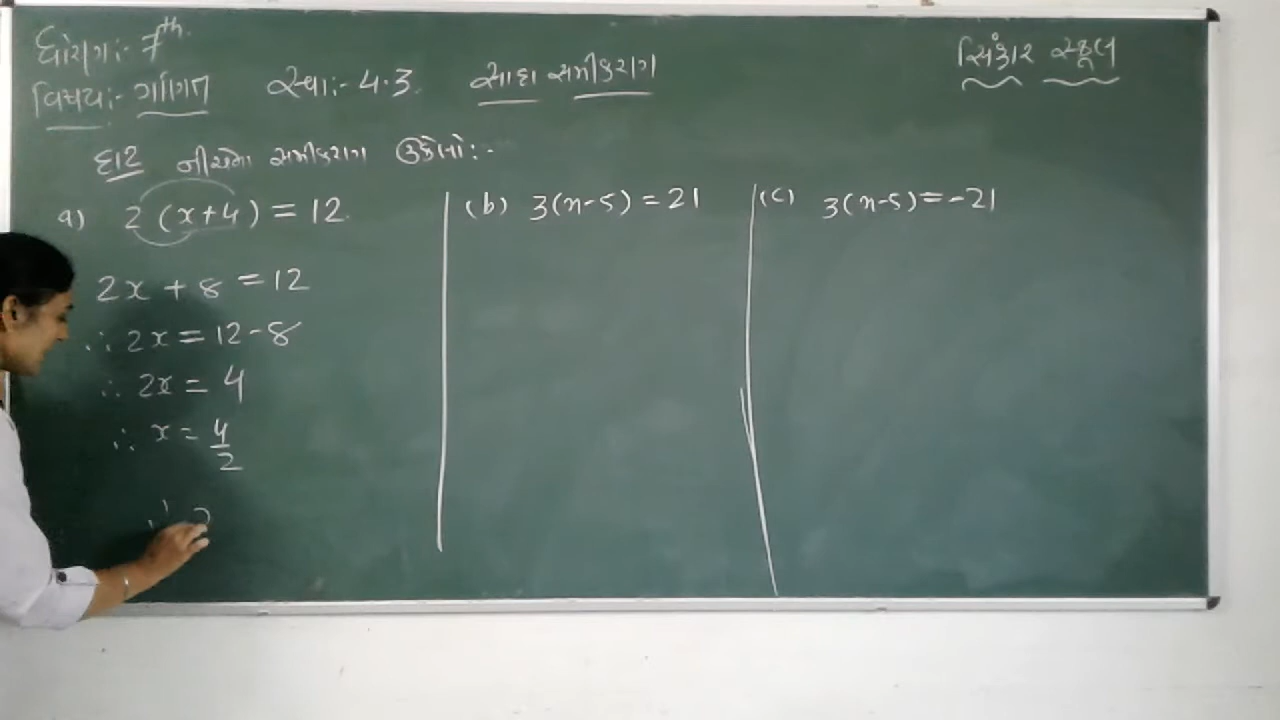 ધોરણ :- 7th
વિષય :- ગણિત સ્વા :- 4.3 સાદા સમીકરણ
દા.2 નીચેના સમીકરણ ઉકેલો :-
a) 2 (x+4) = 12
2x + 8 = 12
∴ 2x = 12-8
∴ 2x = 4
∴ x = 4/2
∴
(b) 3(n-5) = 21
(c) 3(n-5) = -21